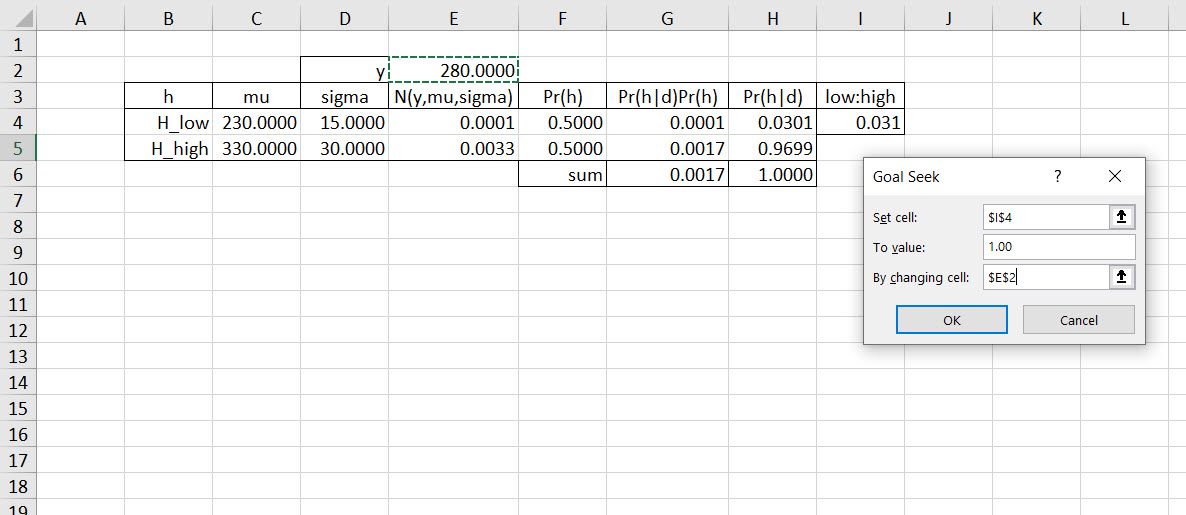 A B C D E F G H I J K L
1
2 y 280.0000
3 h mu sigma N(y,mu,sigma) Pr(h) Pr(h|d)Pr(h) Pr(h|d) low:high
4 H_low 230.0000 15.0000 0.0001 0.5000 0.0001 0.0301 0.031
5 H_high 330.0000 30.0000 0.0033 0.5000 0.0017 0.9699
6 sum 0.0017 1.0000
7
8
9
10
11
12
13
14
15
16
17
18
19
Goal Seek ?
Set cell: $I$4
To value: 1.00
By changing cell: $E$2
OK Cancel